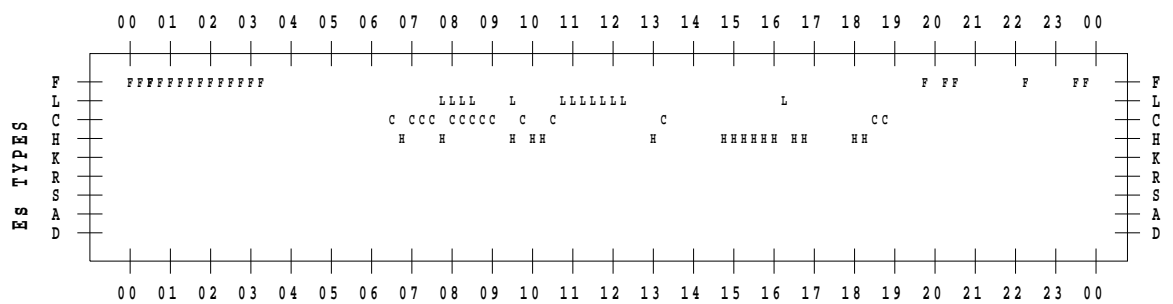 00 01 02 03 04 05 06 07 08 09 10 11 12 13 14 15 16 17 18 19 20 21 22 23 00
F FFFFFFFFFFFFFF F FF F FF F
L LLLL L LLLLLLL L L
C C CCC CCCCC C C C CC C
H H H H HH H HHHHHH HH HH H
K K
R R
S S
A A
D D
Es TYPES
00 01 02 03 04 05 06 07 08 09 10 11 12 13 14 15 16 17 18 19 20 21 22 23 00